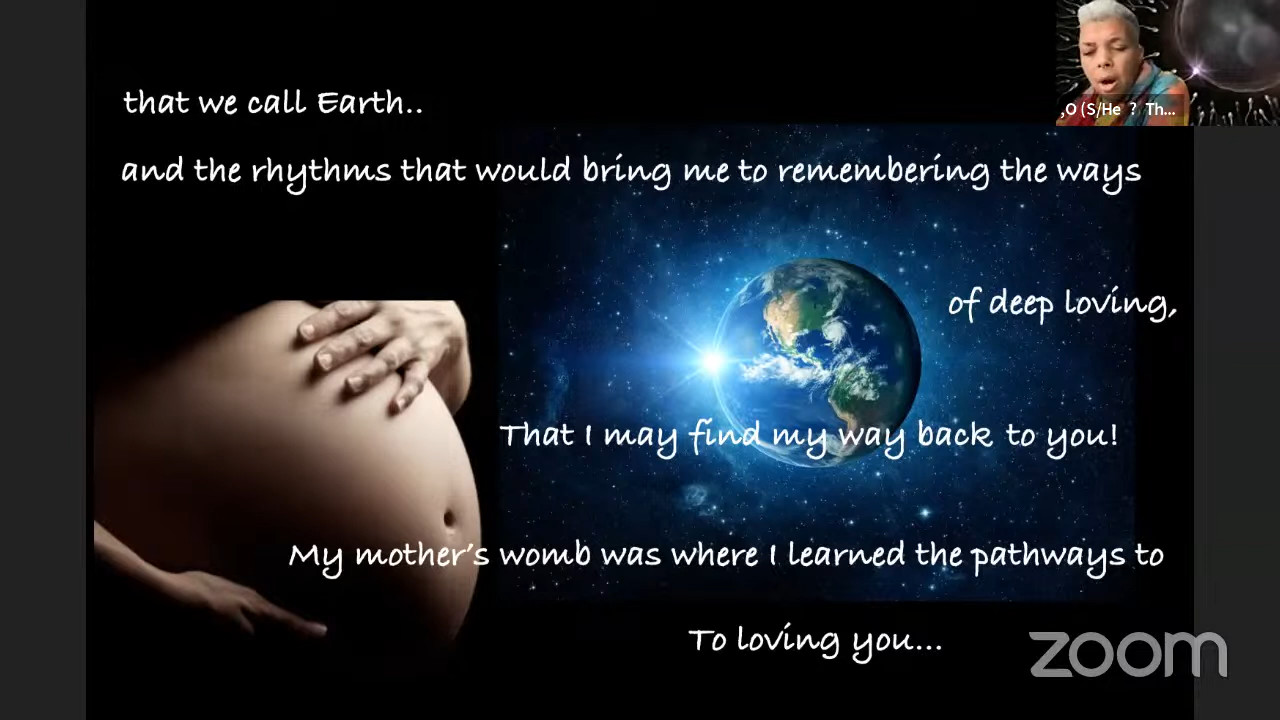 that we call Earth..
,O (S/He ? Th...
and the rhythms that would bring me to remembering the ways
of deep loving,
That I may find my way back to you!
My mother's womb was where I learned the pathways to
To loving you...
zoom